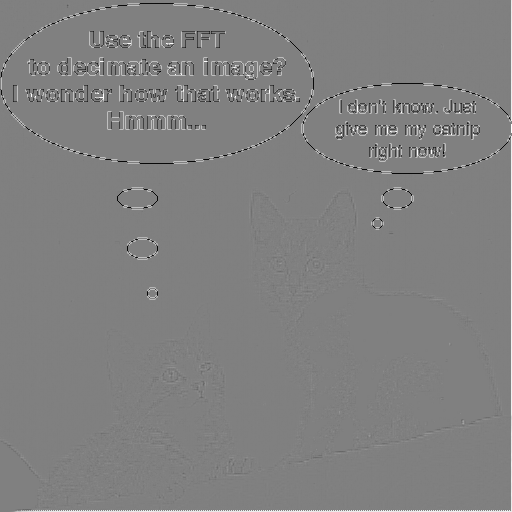 Use the FFT
to decimate an image?
I wonder how that works.
Hmmm...
I don't know. Just
give me my catnip
right now!